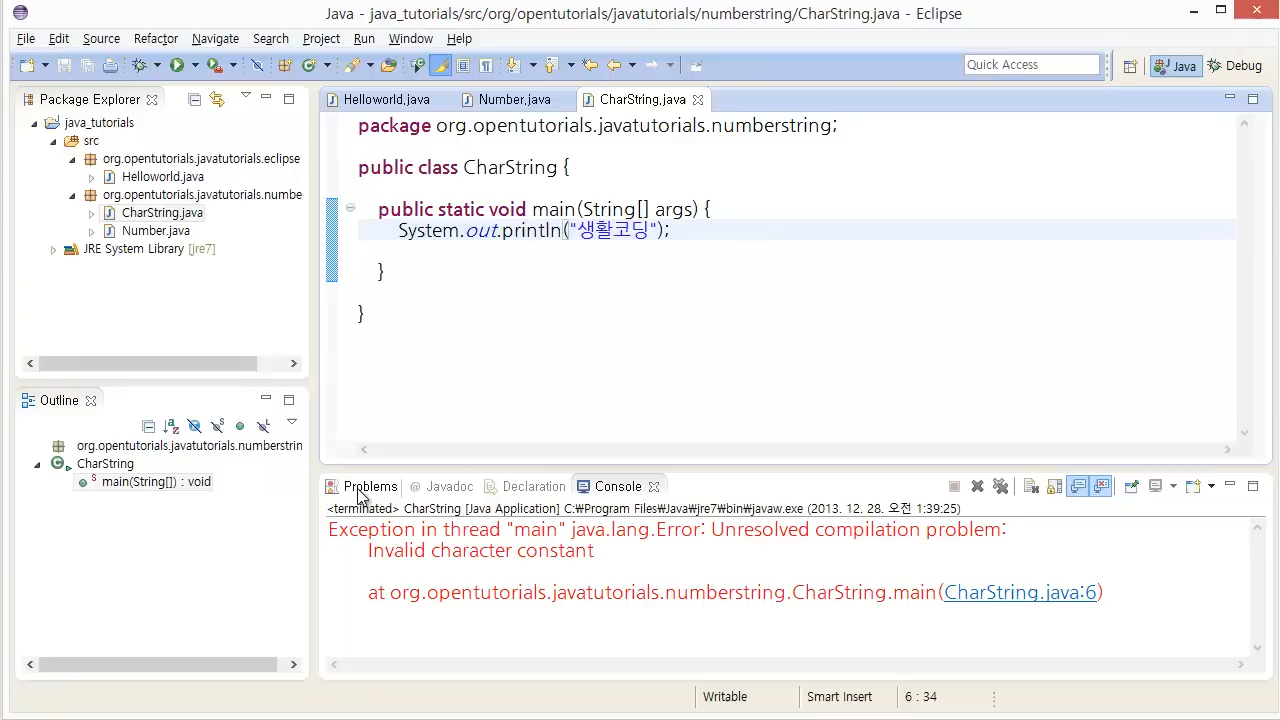 Java - java_tutorials/src/org/opentutorials/javatutorials/numberstring/CharString.java - Eclipse
File Edit Source Refactor Navigate Search Project Run Window Help
Quick Access
Java
Debug
Package Explorer
java_tutorials
src
org.opentutorials.javatutorials.eclipse
Helloworld.java
org.opentutorials.javatutorials.numbe
CharString.java
Number.java
JRE System Library [jre7]
Helloworld.java Number.java CharString.java
package org.opentutorials.javatutorials.numberstring;
public class CharString {
public static void main(String[] args) {
System.out.println("생활코딩");
}
}
Outline
org.opentutorials.javatutorials.numberstrin
CharString
main(String[]) : void
Problems @ Javadoc Declaration Console
<terminated> CharString [Java Application] C:₩Program Files₩Java₩jre7₩bin₩javaw.exe (2013. 12. 28. 오전 1:39:25)
Exception in thread "main" java.lang.Error: Unresolved compilation problem:
Invalid character constant
at org.opentutorials.javatutorials.numberstring.CharString.main(CharString.java:6)
Writable Smart Insert 6 : 34